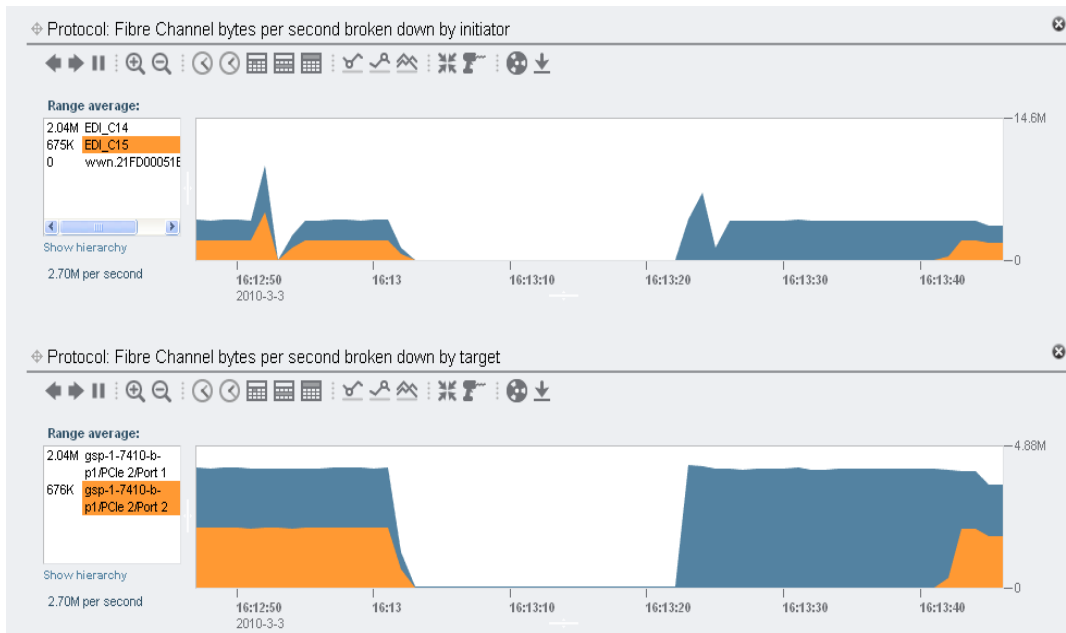 Protocol: Fibre Channel bytes per second broken down by initiator
Range average:
2.04M EDI_C14
675K EDI_C15
0 wwn.21FD00051E
Show hierarchy
2.70M per second
14.6M
0
16:12:50
2010-3-3
16:13
16:13:10
16:13:20
16:13:30
16:13:40
Protocol: Fibre Channel bytes per second broken down by target
Range average:
2.04M gsp-1-7410-b-
p1/PCIe 2/Port 1
676K gsp-1-7410-b-
p1/PCIe 2/Port 2
Show hierarchy
2.70M per second
4.88M
0
16:12:50
2010-3-3
16:13
16:13:10
16:13:20
16:13:30
16:13:40